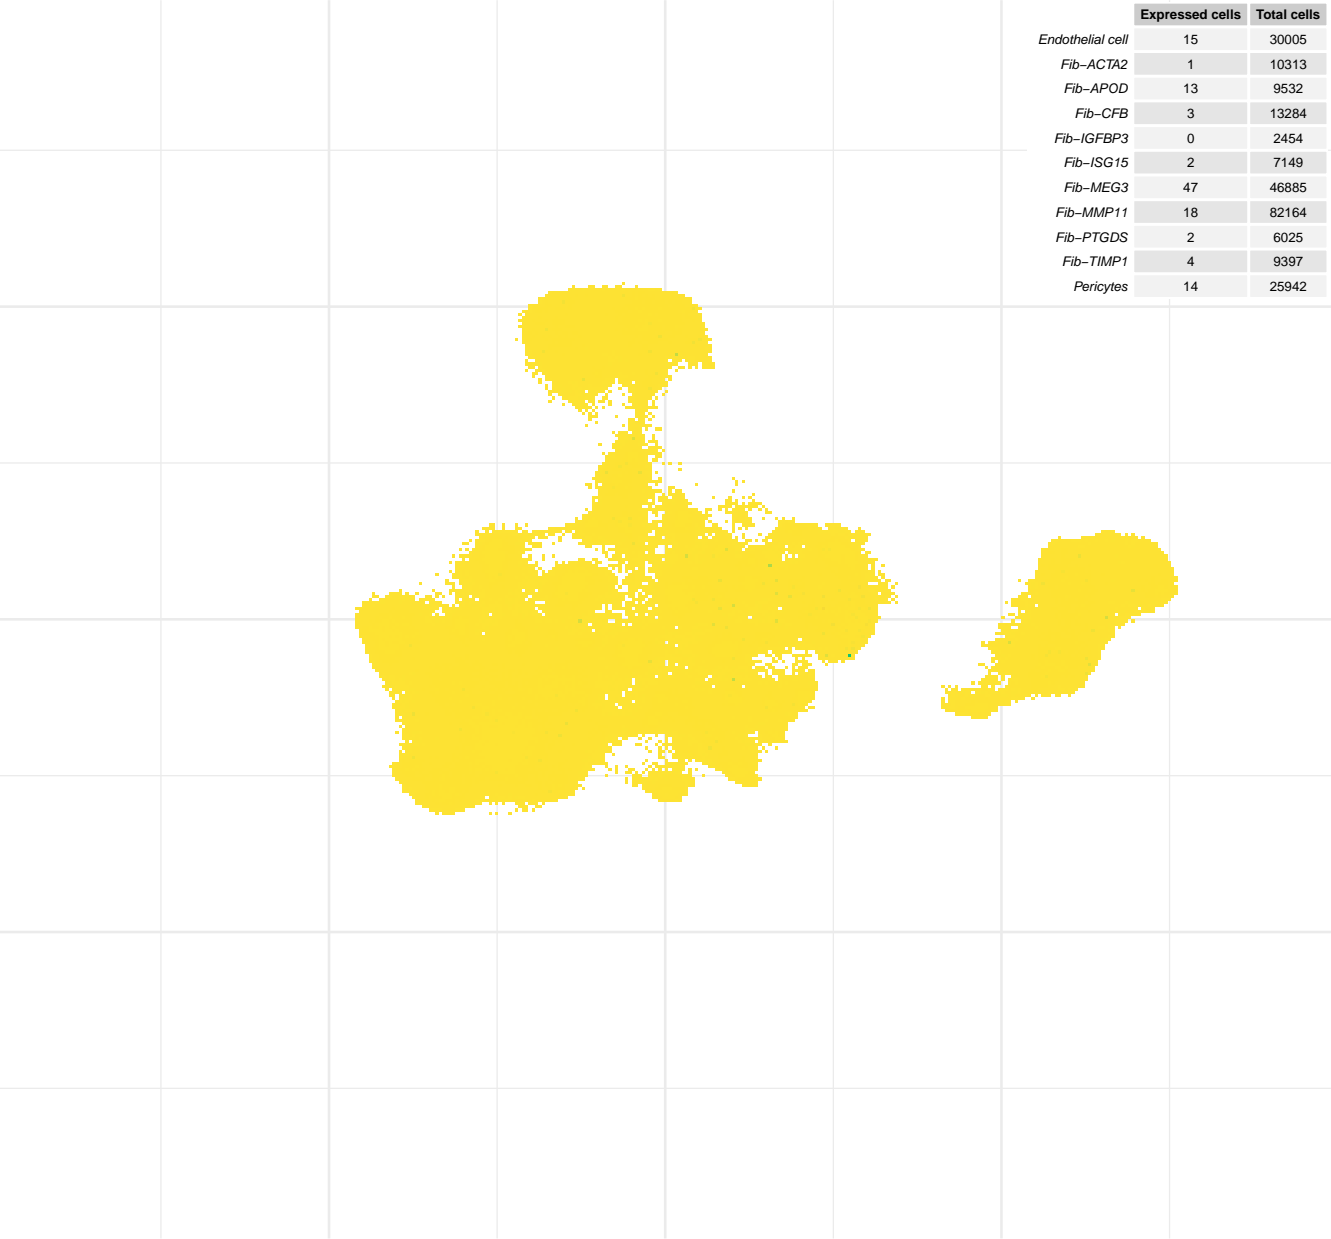 Expressed cells Total cells
Endothelial cell 15 30005
Fib−ACTA2 1 10313
Fib−APOD 13 9532
Fib−CFB 3 13284
Fib−IGFBP3 0 2454
Fib−ISG15 2 7149
Fib−MEG3 47 46885
Fib−MMP11 18 82164
Fib−PTGDS 2 6025
Fib−TIMP1 4 9397
Pericytes 14 25942